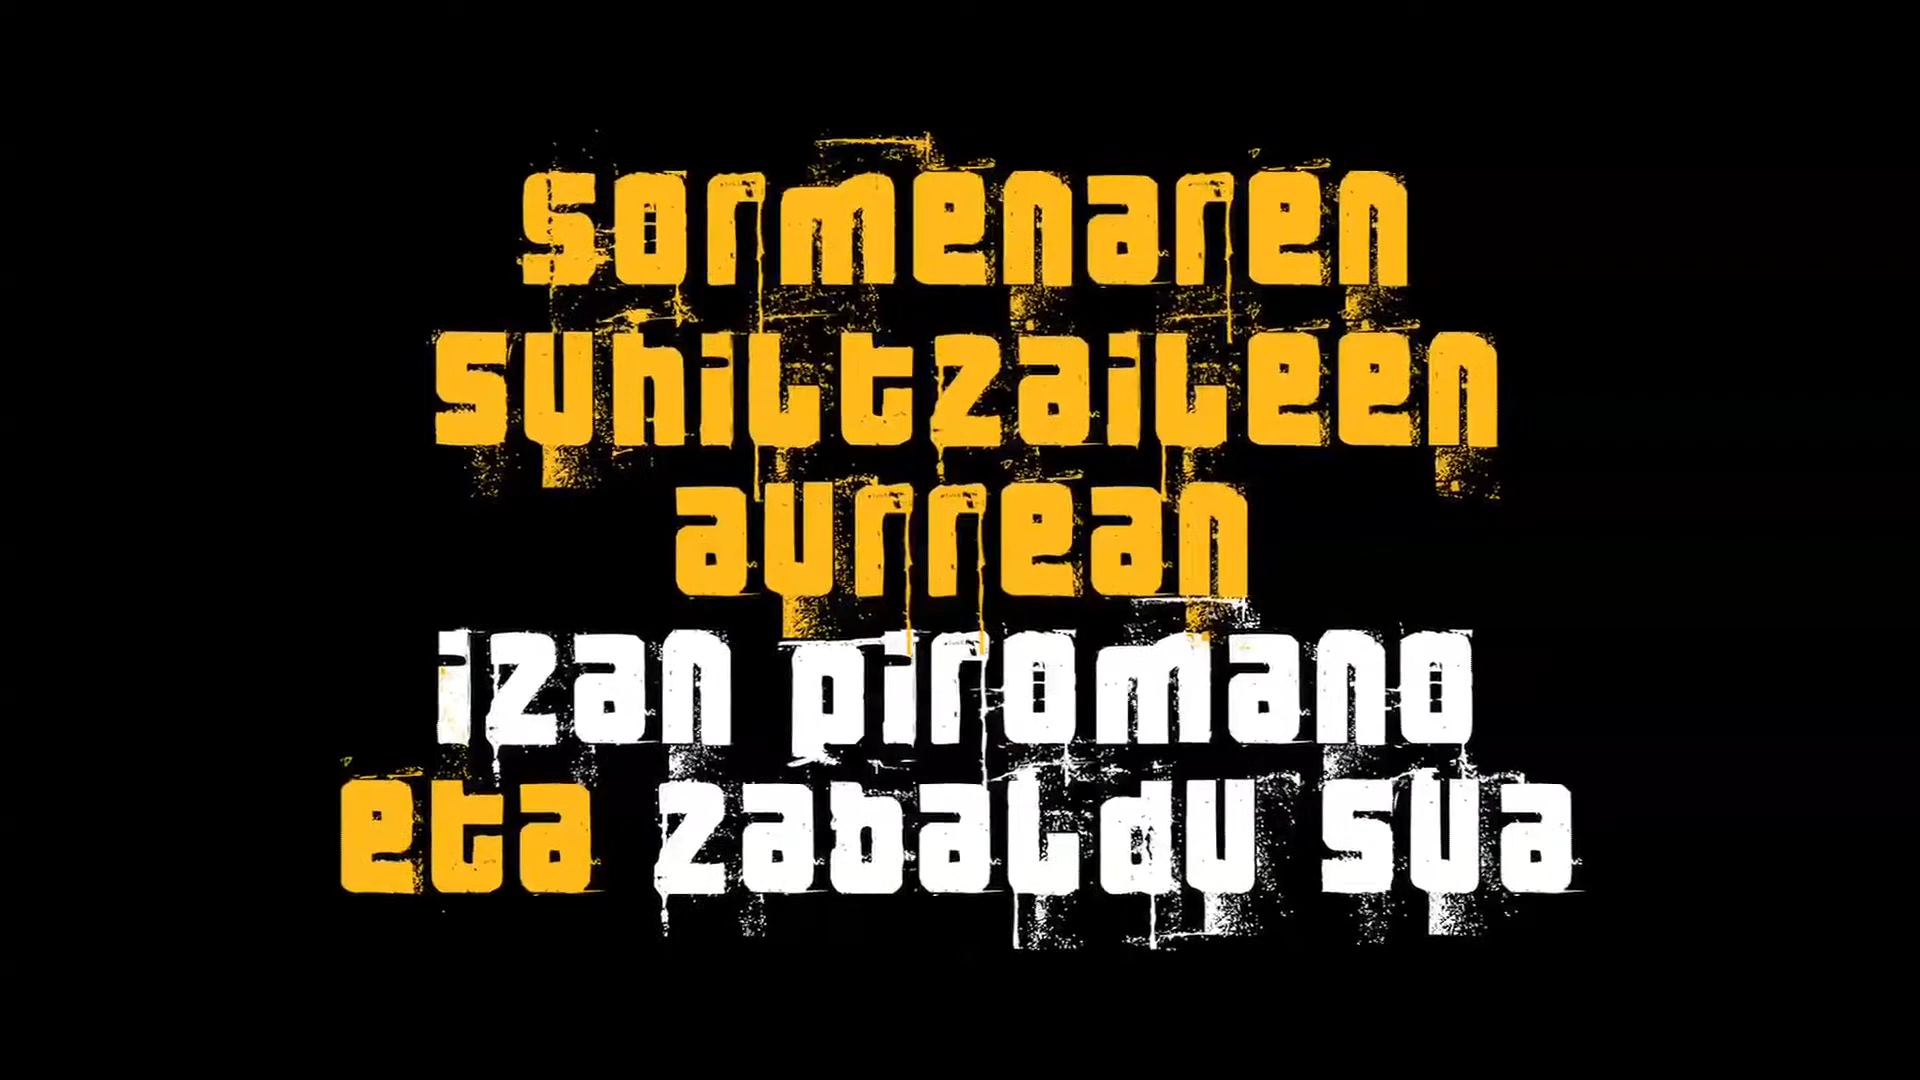 sormenaren
suhiltzaileen
aurrean
izan piromano
eta zabaldu sua